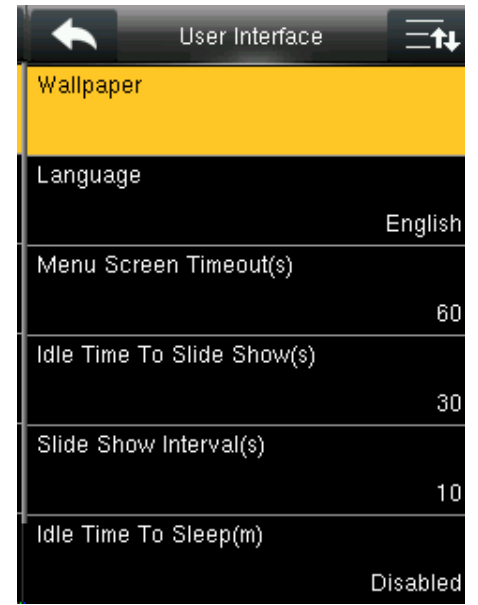 User Interface
Wallpaper
Language
English
Menu Screen Timeout(s)
60
Idle Time To Slide Show(s)
30
Slide Show Interval(s)
10
Idle Time To Sleep(m)
Disabled